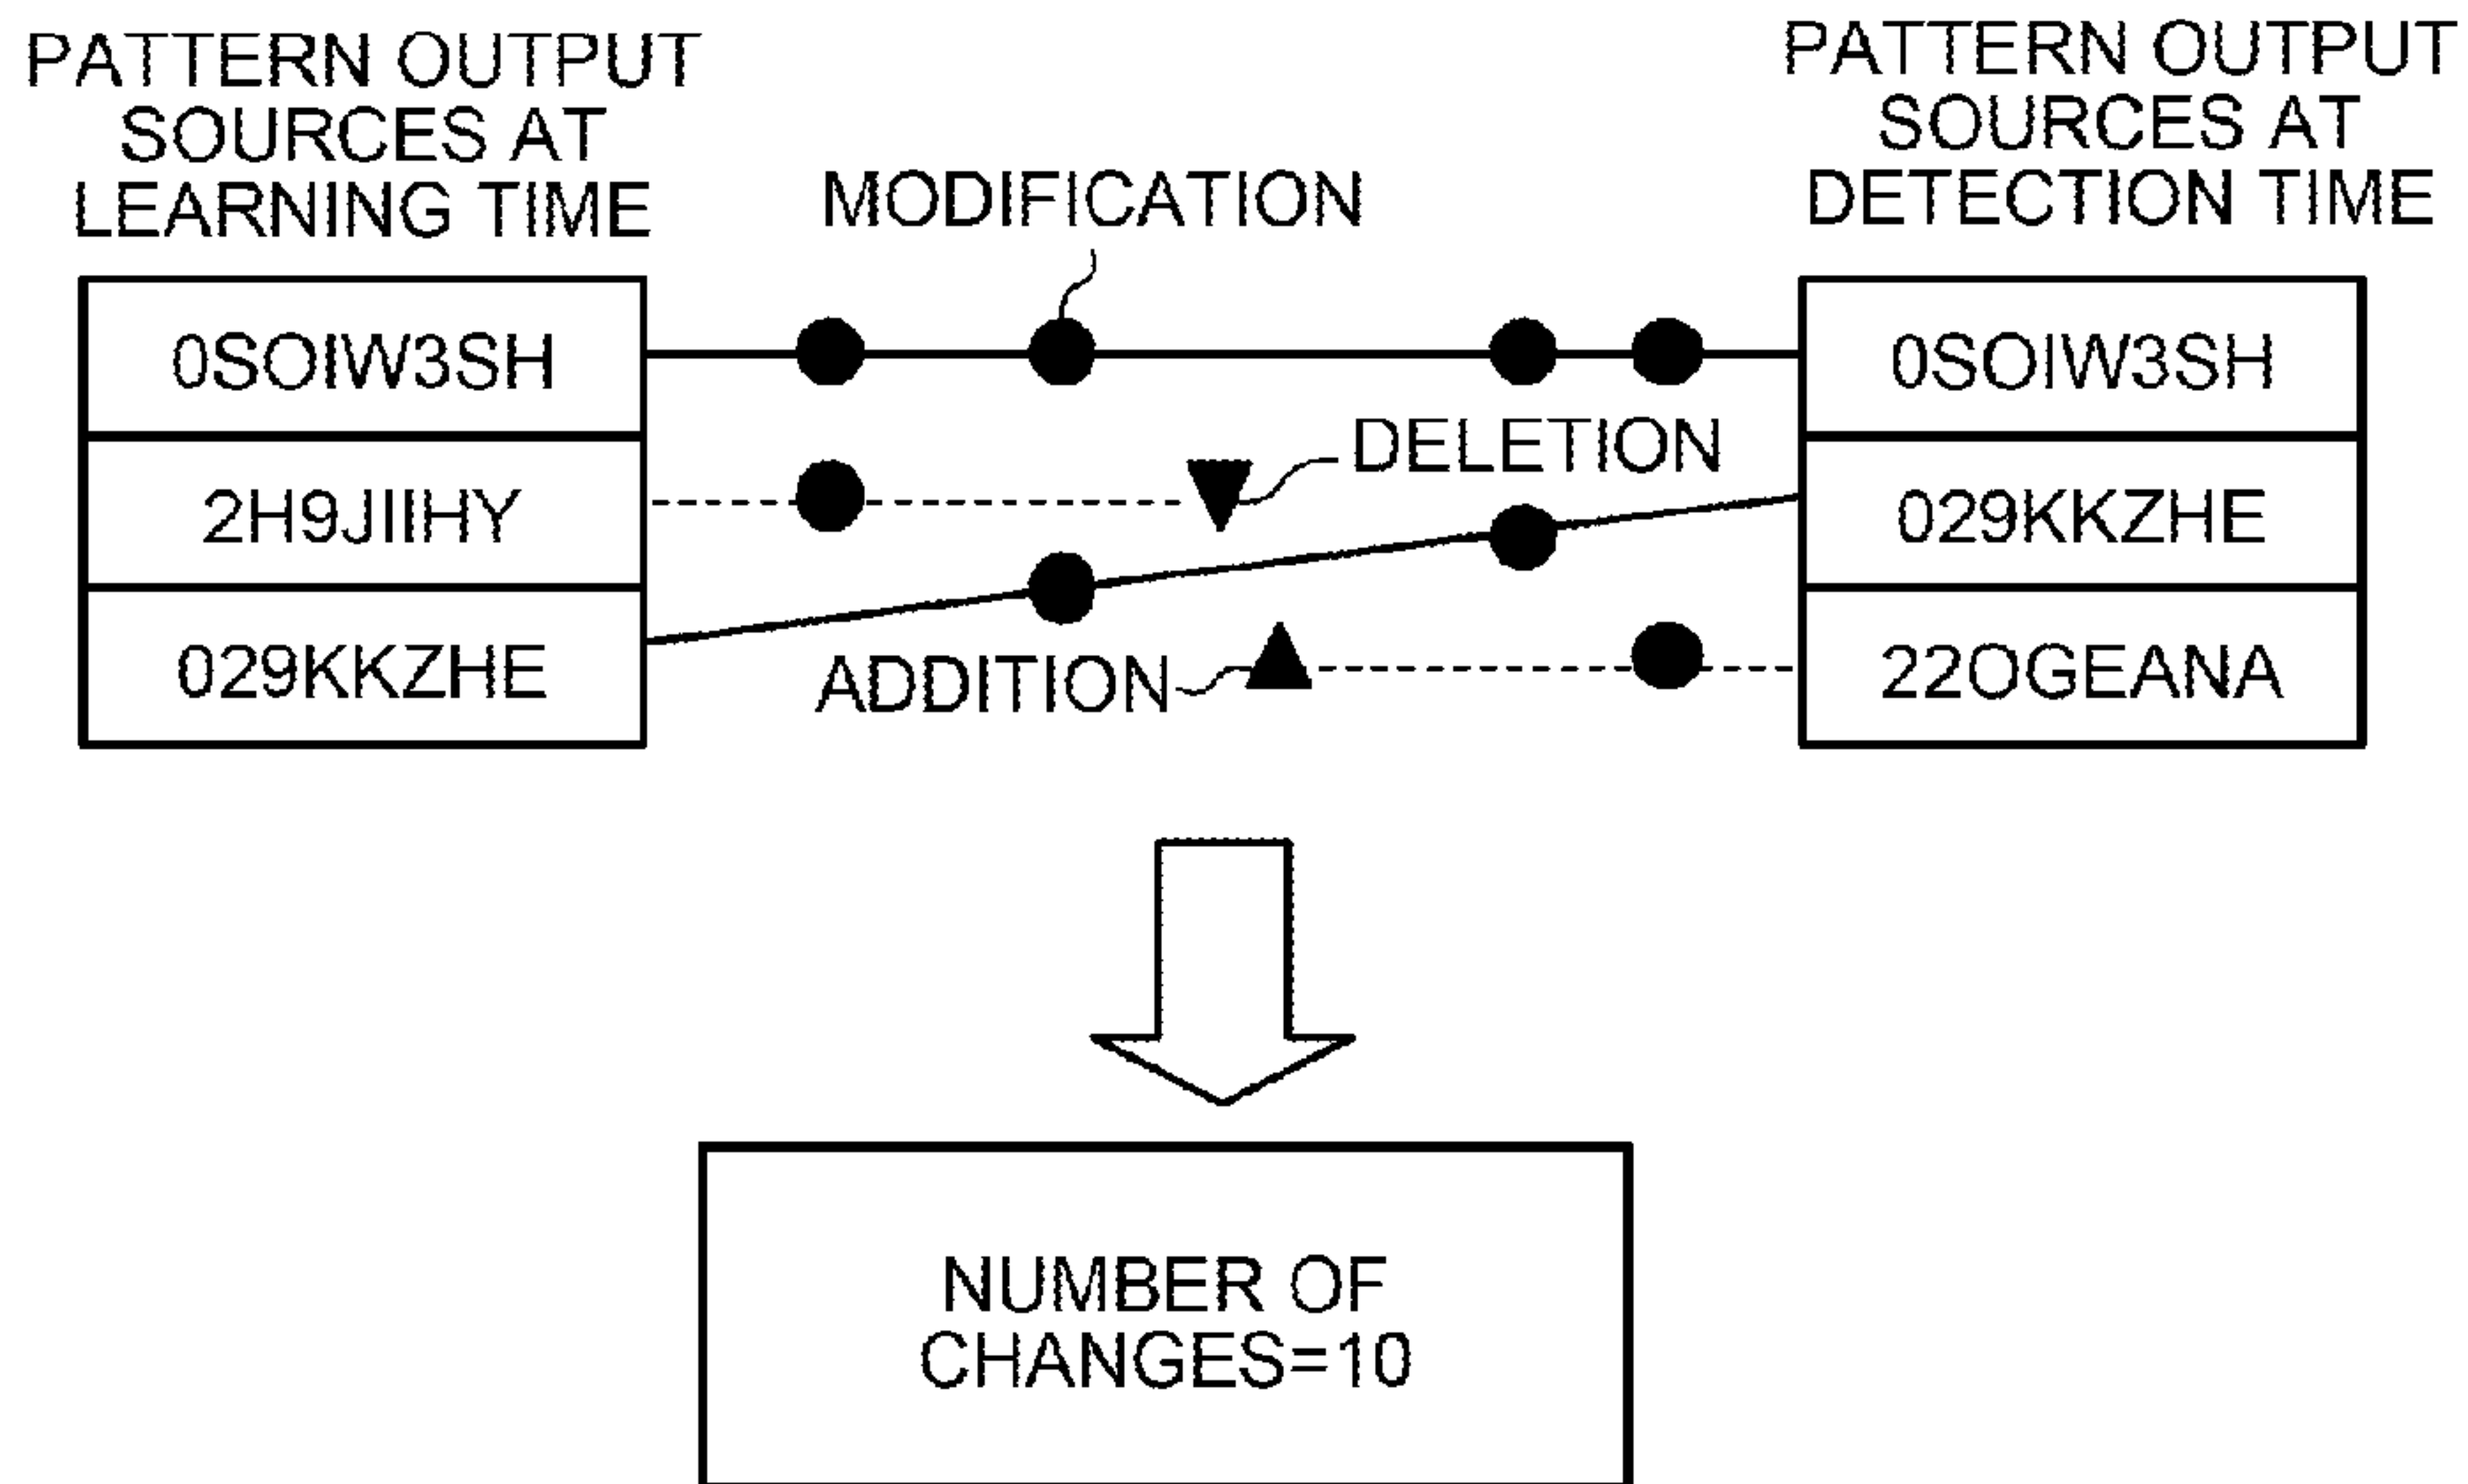 PATTERN OUTPUT
SOURCES AT
LEARNING TIME
PATTERN OUTPUT
SOURCES AT
DETECTION TIME
MODIFICATION
0SOIW3SH
0SOIW3SH
DELETION
2H9JIIHY
029KKZHE
029KKZHE
ADDITION
22OGEANA
NUMBER OF
CHANGES=10